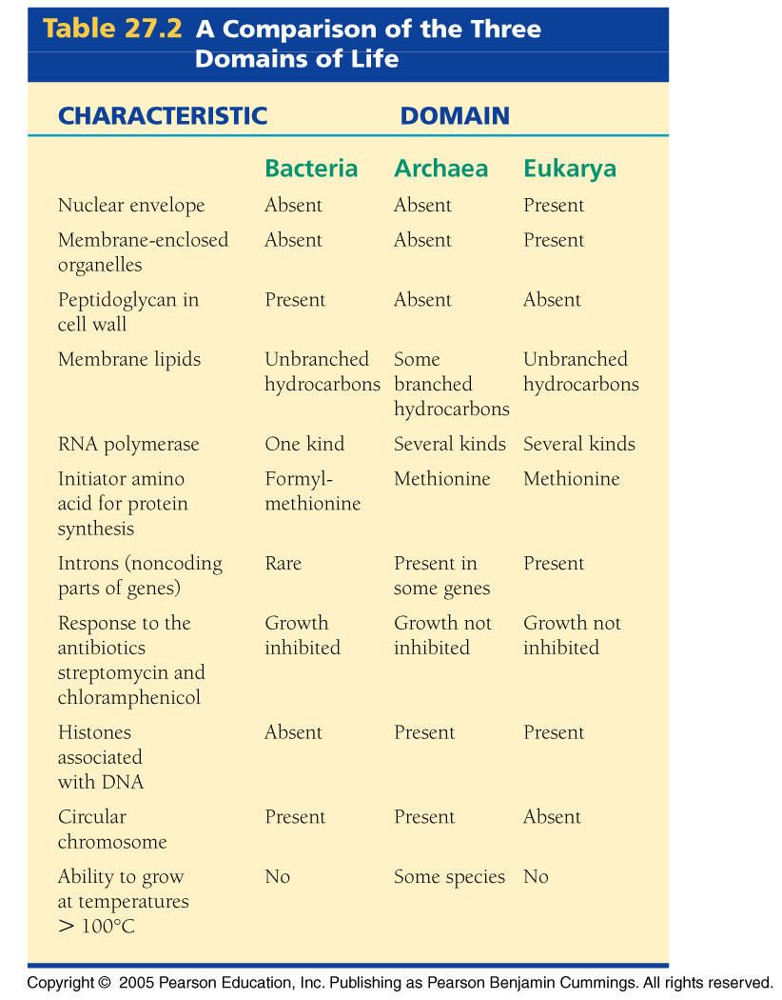 Table 27.2 A Comparison of the Three
Domains of Life
CHARACTERISTIC DOMAIN
Bacteria Archaea Eukarya
Nuclear envelope Absent Absent Present
Membrane-enclosed Absent Absent Present
organelles
Peptidoglycan in Present Absent Absent
cell wall
Membrane lipids Unbranched Some Unbranched
hydrocarbons branched hydrocarbons
hydrocarbons
RNA polymerase One kind Several kinds Several kinds
Initiator amino Formyl- Methionine Methionine
acid for protein methionine
synthesis
Introns (noncoding Rare Present in Present
parts of genes) some genes
Response to the Growth Growth not Growth not
antibiotics inhibited inhibited inhibited
streptomycin and
chloramphenicol
Histones Absent Present Present
associated
with DNA
Circular Present Present Absent
chromosome
Ability to grow No Some species No
at temperatures
> 100°C
Copyright © 2005 Pearson Education, Inc. Publishing as Pearson Benjamin Cummings. All rights reserved.